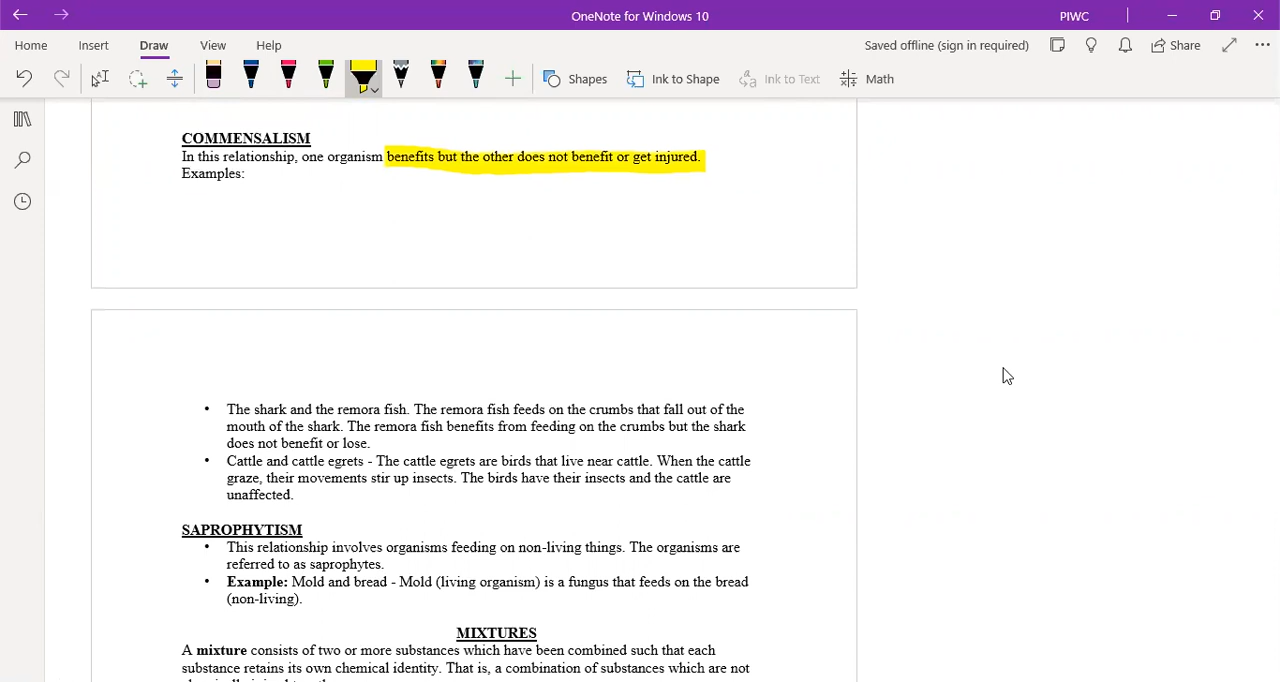 OneNote for Windows 10
PIWC
Home Insert Draw View Help
Saved offline (sign in required)
Share
Shapes
Ink to Shape
Ink to Text
Math
COMMENSALISM
In this relationship, one organism benefits but the other does not benefit or get injured.
Examples:
• The shark and the remora fish. The remora fish feeds on the crumbs that fall out of the
mouth of the shark. The remora fish benefits from feeding on the crumbs but the shark
does not benefit or lose.
• Cattle and cattle egrets - The cattle egrets are birds that live near cattle. When the cattle
graze, their movements stir up insects. The birds have their insects and the cattle are
unaffected.
SAPROPHYTISM
• This relationship involves organisms feeding on non-living things. The organisms are
referred to as saprophytes.
• Example: Mold and bread - Mold (living organism) is a fungus that feeds on the bread
(non-living).
MIXTURES
A mixture consists of two or more substances which have been combined such that each
substance retains its own chemical identity. That is, a combination of substances which are not